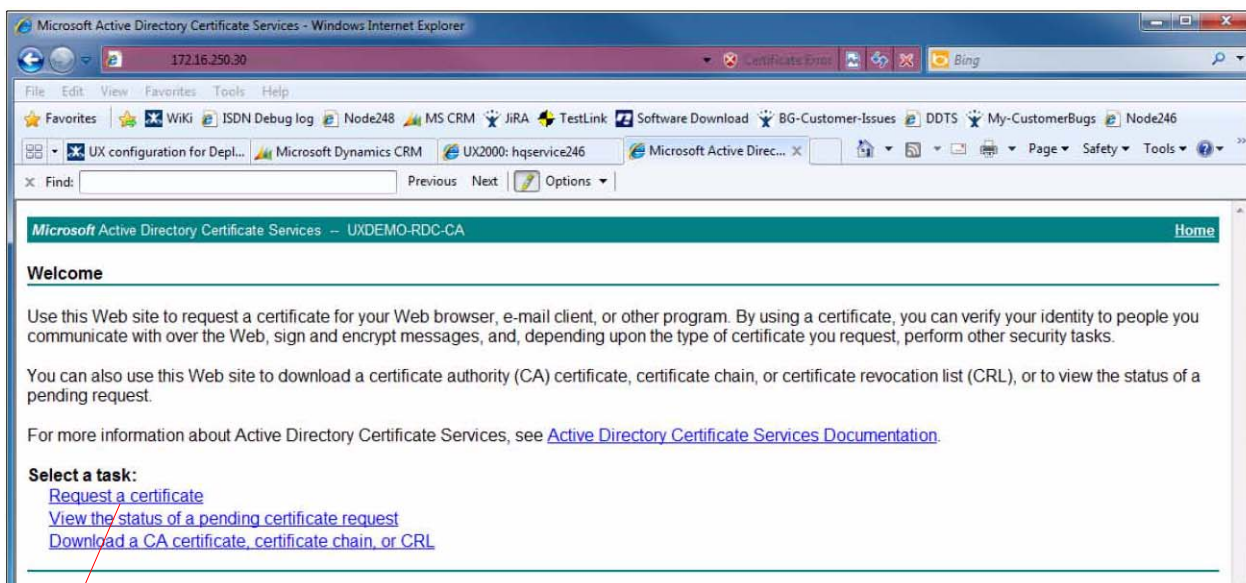 Microsoft Active Directory Certificate Services - Windows Internet Explorer
172.16.250.30 Certificate Error Bing
File Edit View Favorites Tools Help
Favorites WiKi ISDN Debug log Node248 MS CRM JiRA TestLink Software Download BG-Customer-Issues DDTS My-CustomerBugs Node246
UX configuration for Depl... Microsoft Dynamics CRM UX2000: hqservice246 Microsoft Active Direc... X Page Safety Tools
x Find: Previous Next Options
Microsoft Active Directory Certificate Services -- UXDEMO-RDC-CA Home
Welcome
Use this Web site to request a certificate for your Web browser, e-mail client, or other program. By using a certificate, you can verify your identity to people you
communicate with over the Web, sign and encrypt messages, and, depending upon the type of certificate you request, perform other security tasks.
You can also use this Web site to download a certificate authority (CA) certificate, certificate chain, or certificate revocation list (CRL), or to view the status of a
pending request.
For more information about Active Directory Certificate Services, see Active Directory Certificate Services Documentation.
Select a task:
Request a certificate
View the status of a pending certificate request
Download a CA certificate, certificate chain, or CRL